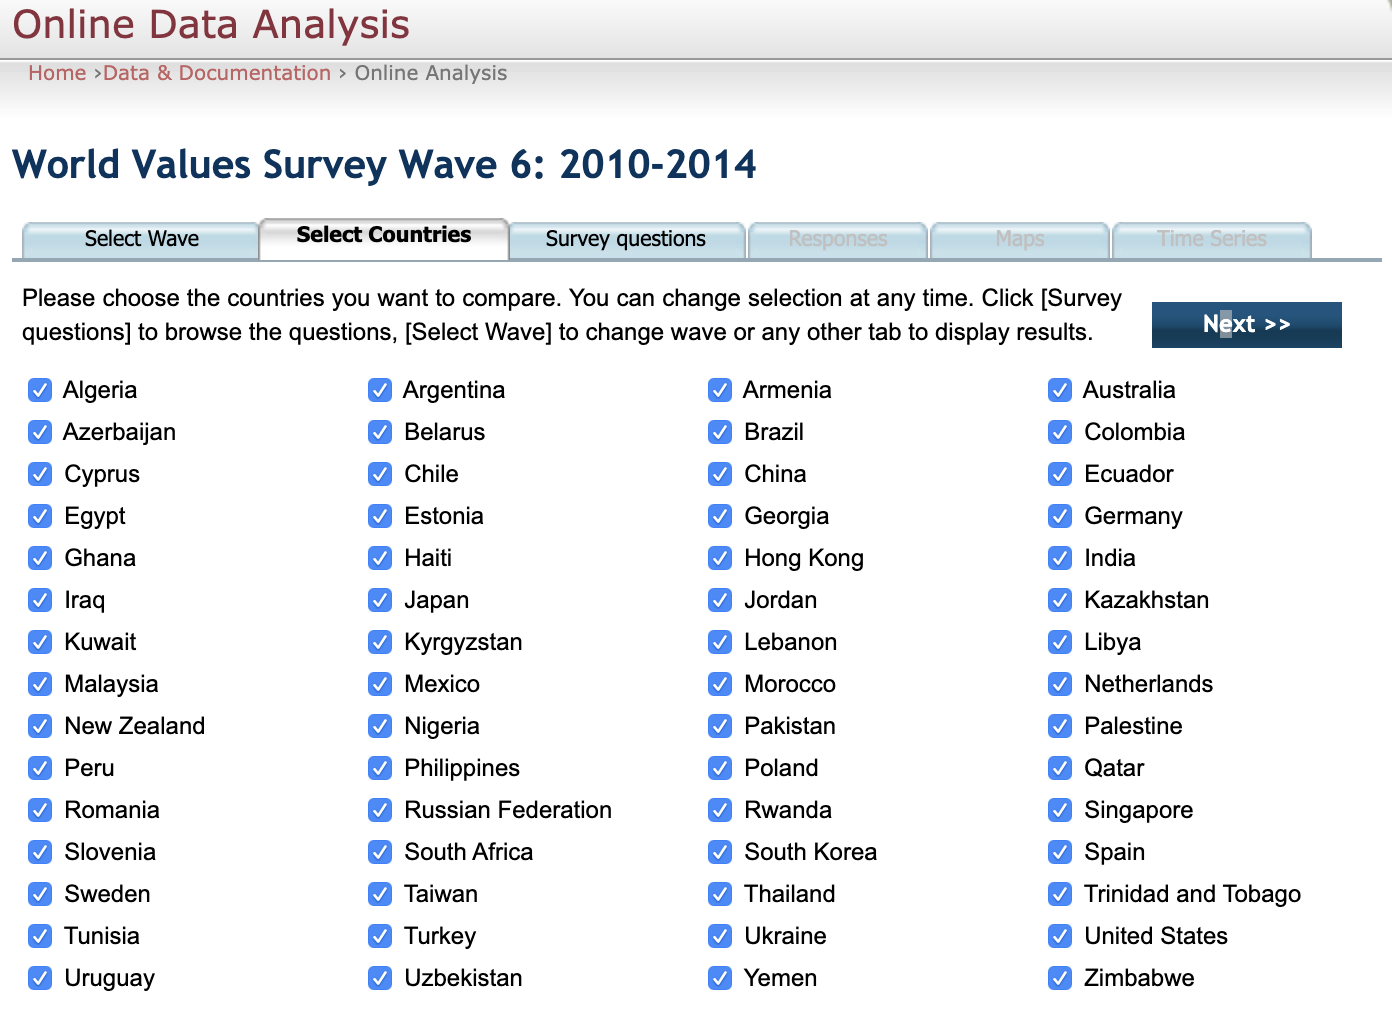 Online Data Analysis
Home ›Data & Documentation › Online Analysis
World Values Survey Wave 6: 2010-2014
Select Wave Select Countries Survey questions Responses Maps Time Series
Please choose the countries you want to compare. You can change selection at any time. Click [Survey
questions] to browse the questions, [Select Wave] to change wave or any other tab to display results.
Next >>
Algeria Argentina Armenia Australia
Azerbaijan Belarus Brazil Colombia
Cyprus Chile China Ecuador
Egypt Estonia Georgia Germany
Ghana Haiti Hong Kong India
Iraq Japan Jordan Kazakhstan
Kuwait Kyrgyzstan Lebanon Libya
Malaysia Mexico Morocco Netherlands
New Zealand Nigeria Pakistan Palestine
Peru Philippines Poland Qatar
Romania Russian Federation Rwanda Singapore
Slovenia South Africa South Korea Spain
Sweden Taiwan Thailand Trinidad and Tobago
Tunisia Turkey Ukraine United States
Uruguay Uzbekistan Yemen Zimbabwe